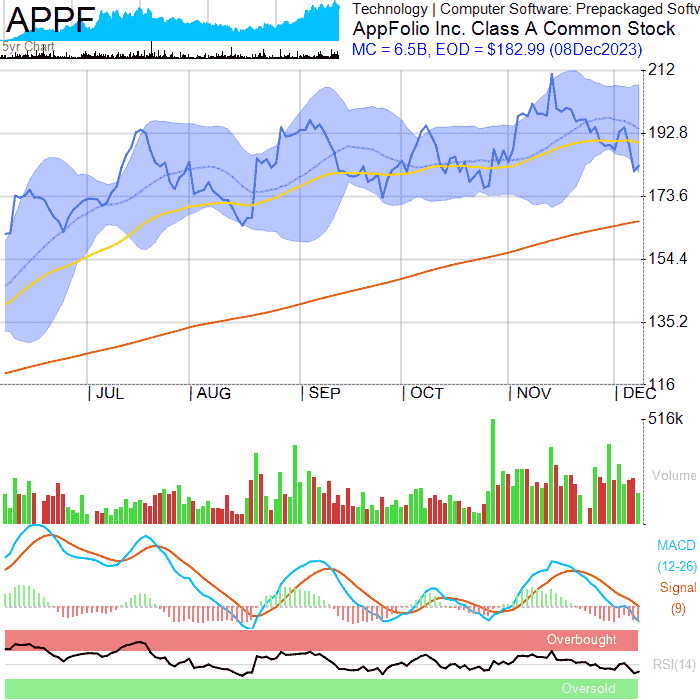 APPF
5yr Chart
Technology | Computer Software: Prepackaged Softw
AppFolio Inc. Class A Common Stock
MC = 6.5B, EOD = $182.99 (08Dec2023)
212
192.8
173.6
154.4
135.2
116
JUL AUG SEP OCT NOV DEC
516k
Volume
MACD
(12-26)
Signal
(9)
Overbought
RSI(14)
Oversold